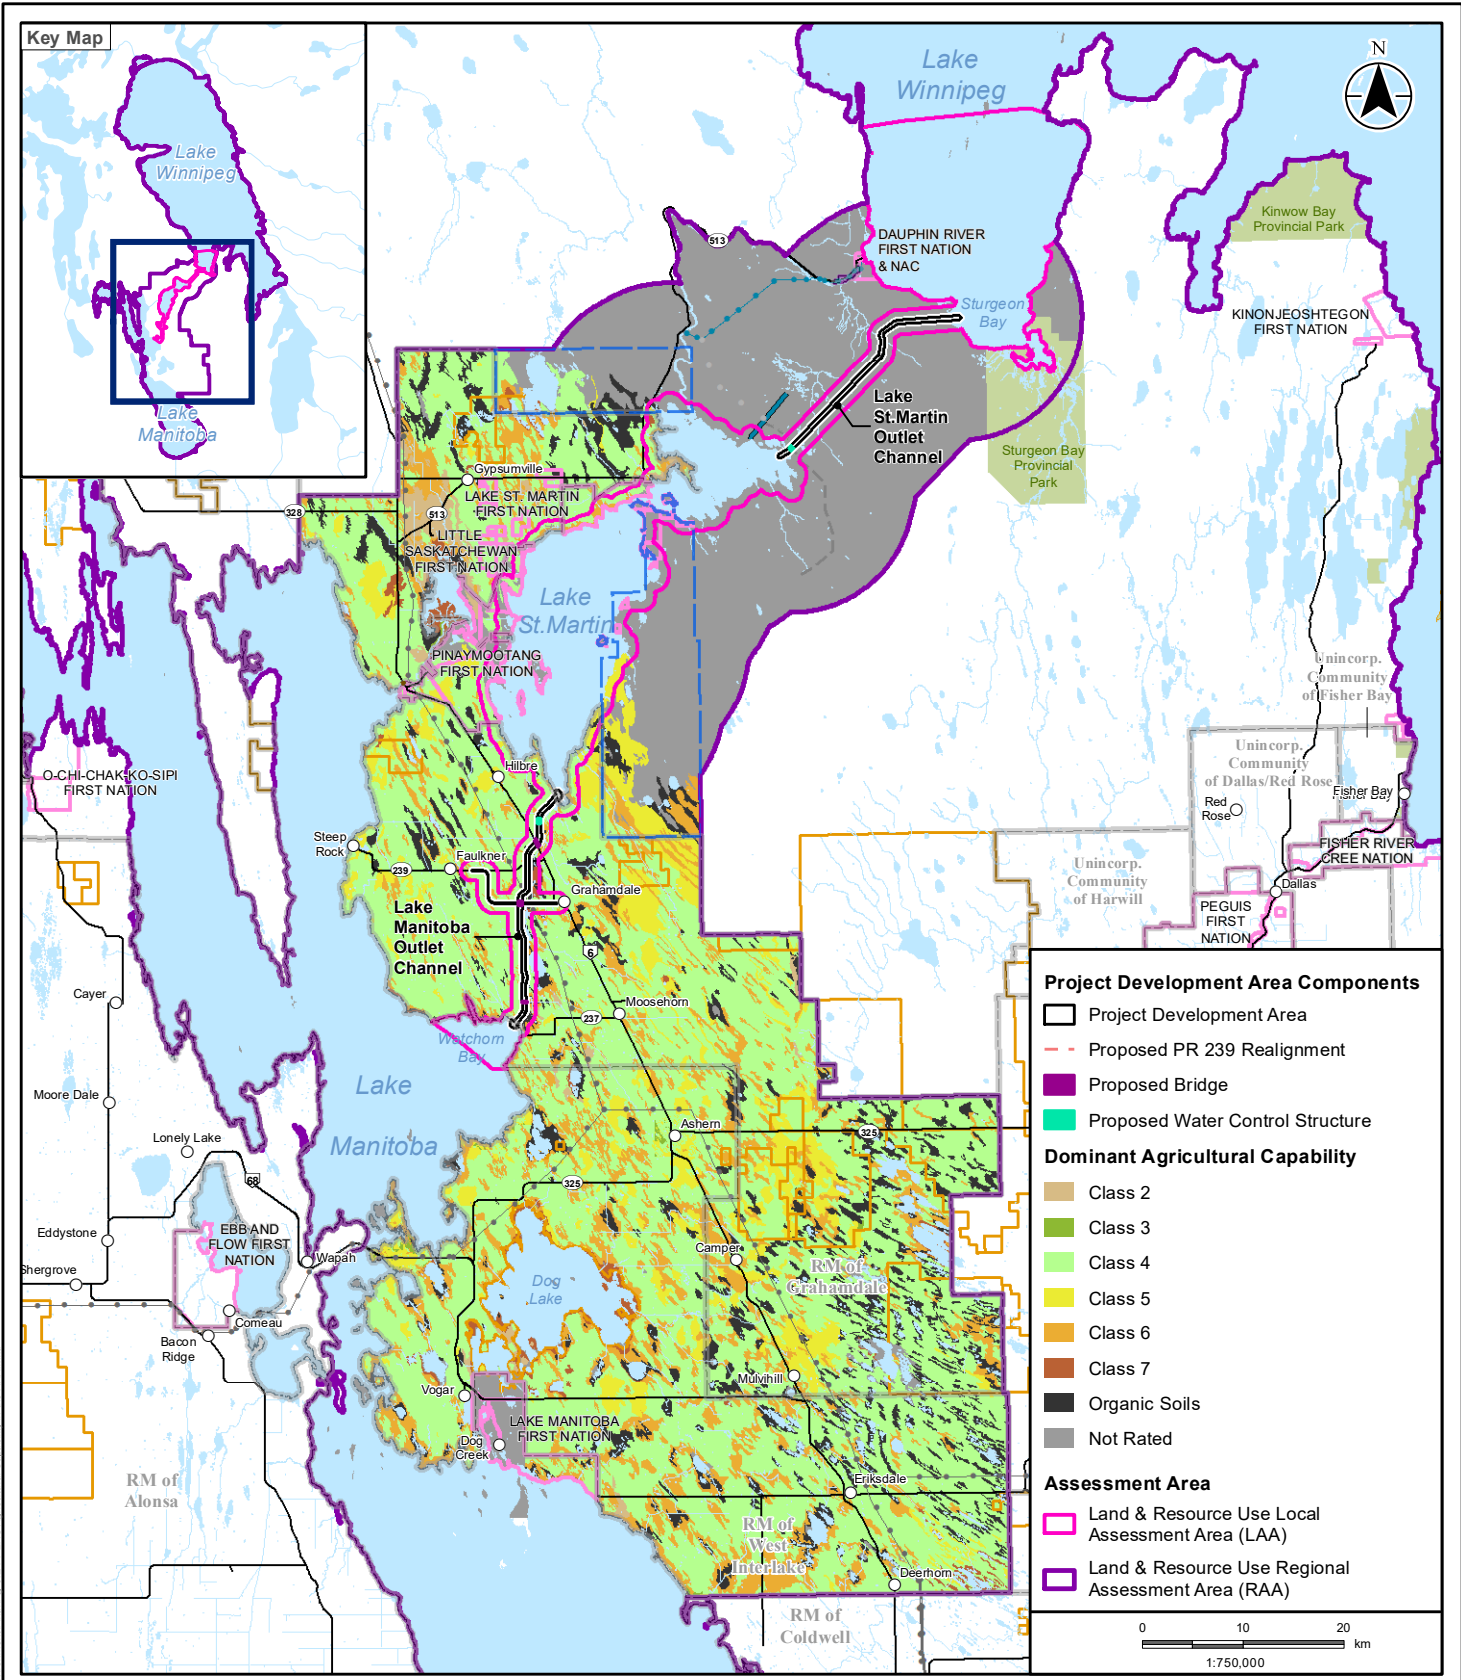 Key Map
Lake
Winnipeg
Lake
Manitoba
Lake
Winnipeg
N
Kinwow Bay
Provincial Park
513
DAUPHIN RIVER
FIRST NATION
& NAC
Sturgeon
Bay
KINONJEOSHTEGON
FIRST NATION
Lake
St.Martin
Outlet
Channel
Sturgeon Bay
Provincial
Park
Gypsumville
LAKE ST. MARTIN
FIRST NATION
328
513
LITTLE
SASKATCHEWAN
FIRST NATION
Lake
St.Martin
PINAYMOOTANG
FIRST NATION
Unincorp.
Community
of Fisher Bay
O-CHI-CHAK-KO-SIPI
FIRST NATION
Hilbre
Unincorp.
Community
of Dallas/Red Rose
Red
Rose
Fisher Bay
Steep
Rock
239
Faulkner
Grahamdale
FISHER RIVER
CREE NATION
Unincorp.
Community
of Harwill
Dallas
PEGUIS
FIRST
NATION
Lake
Manitoba
Outlet
Channel
6
Cayer
Moosehorn
237
Watchorn
Bay
Lake
Manitoba
Moore Dale
Lonely Lake
Ashern
325
68
325
Eddystone
EBB AND
FLOW FIRST
NATION
Wapah
Camper
RM of
Grahamdale
Shergrove
Dog
Lake
Comeau
Bacon
Ridge
Mulvihill
Vogar
LAKE MANITOBA
FIRST NATION
Dog
Creek
RM of
Alonsa
Eriksdale
RM of
West
Interlake
Deerhorn
RM of
Coldwell
Project Development Area Components
Project Development Area
Proposed PR 239 Realignment
Proposed Bridge
Proposed Water Control Structure
Dominant Agricultural Capability
Class 2
Class 3
Class 4
Class 5
Class 6
Class 7
Organic Soils
Not Rated
Assessment Area
Land & Resource Use Local
Assessment Area (LAA)
Land & Resource Use Regional
Assessment Area (RAA)
0 10 20
km
1:750,000